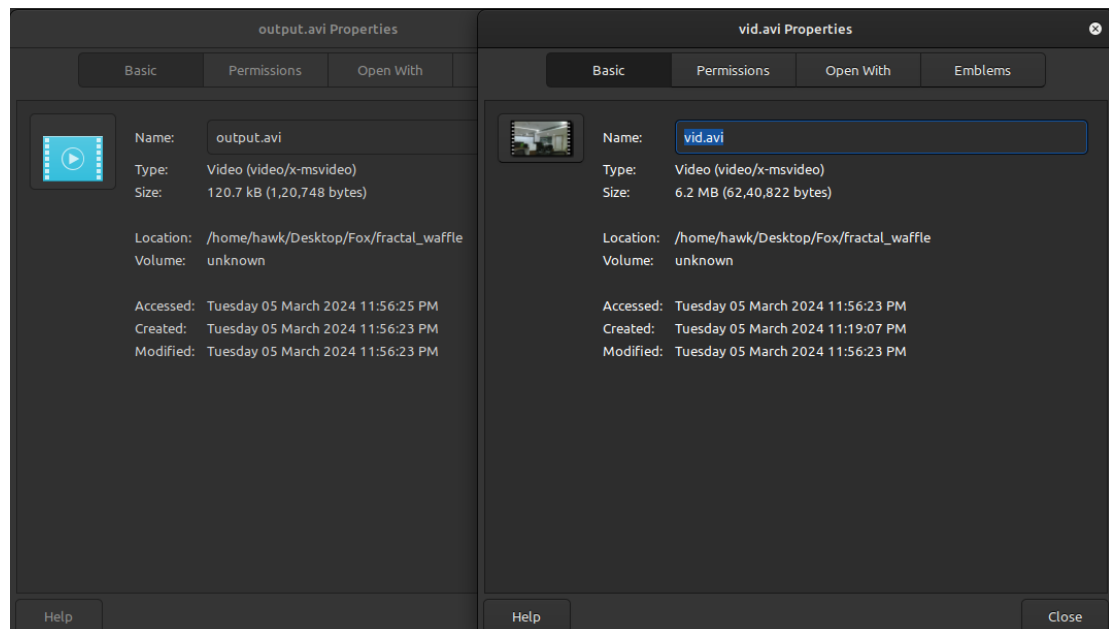 output.avi Properties
Basic Permissions Open With
Name: output.avi
Type: Video (video/x-msvideo)
Size: 120.7 kB (1,20,748 bytes)
Location: /home/hawk/Desktop/Fox/fractal_waffle
Volume: unknown
Accessed: Tuesday 05 March 2024 11:56:25 PM
Created: Tuesday 05 March 2024 11:56:23 PM
Modified: Tuesday 05 March 2024 11:56:23 PM
Help
vid.avi Properties
Basic Permissions Open With Emblems
Name: vid.avi
Type: Video (video/x-msvideo)
Size: 6.2 MB (62,40,822 bytes)
Location: /home/hawk/Desktop/Fox/fractal_waffle
Volume: unknown
Accessed: Tuesday 05 March 2024 11:56:23 PM
Created: Tuesday 05 March 2024 11:19:07 PM
Modified: Tuesday 05 March 2024 11:56:23 PM
Help Close